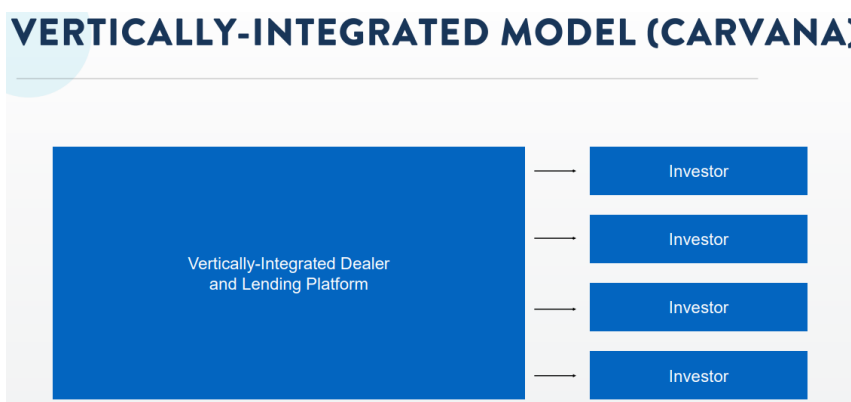 VERTICALLY-INTEGRATED MODEL (CARVANA)
Vertically-Integrated Dealer
and Lending Platform
Investor
Investor
Investor
Investor